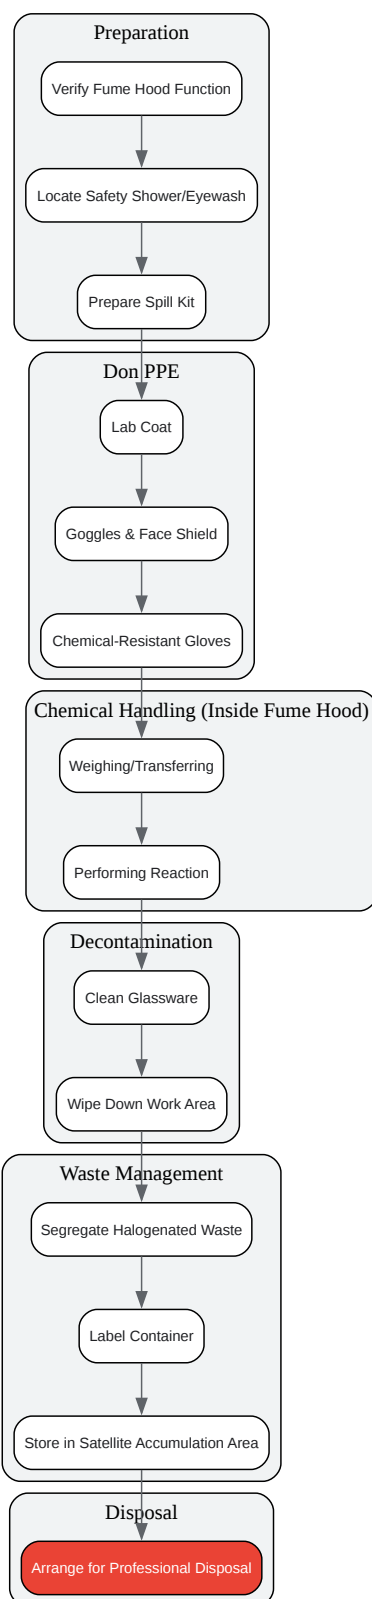 Preparation
Verify Fume Hood Function
Locate Safety Shower/Eyewash
Prepare Spill Kit
Don PPE
Lab Coat
Goggles & Face Shield
Chemical-Resistant Gloves
Chemical Handling (Inside Fume Hood)
Weighing/Transferring
Performing Reaction
Decontamination
Clean Glassware
Wipe Down Work Area
Waste Management
Segregate Halogenated Waste
Label Container
Store in Satellite Accumulation Area
Disposal
Arrange for Professional Disposal